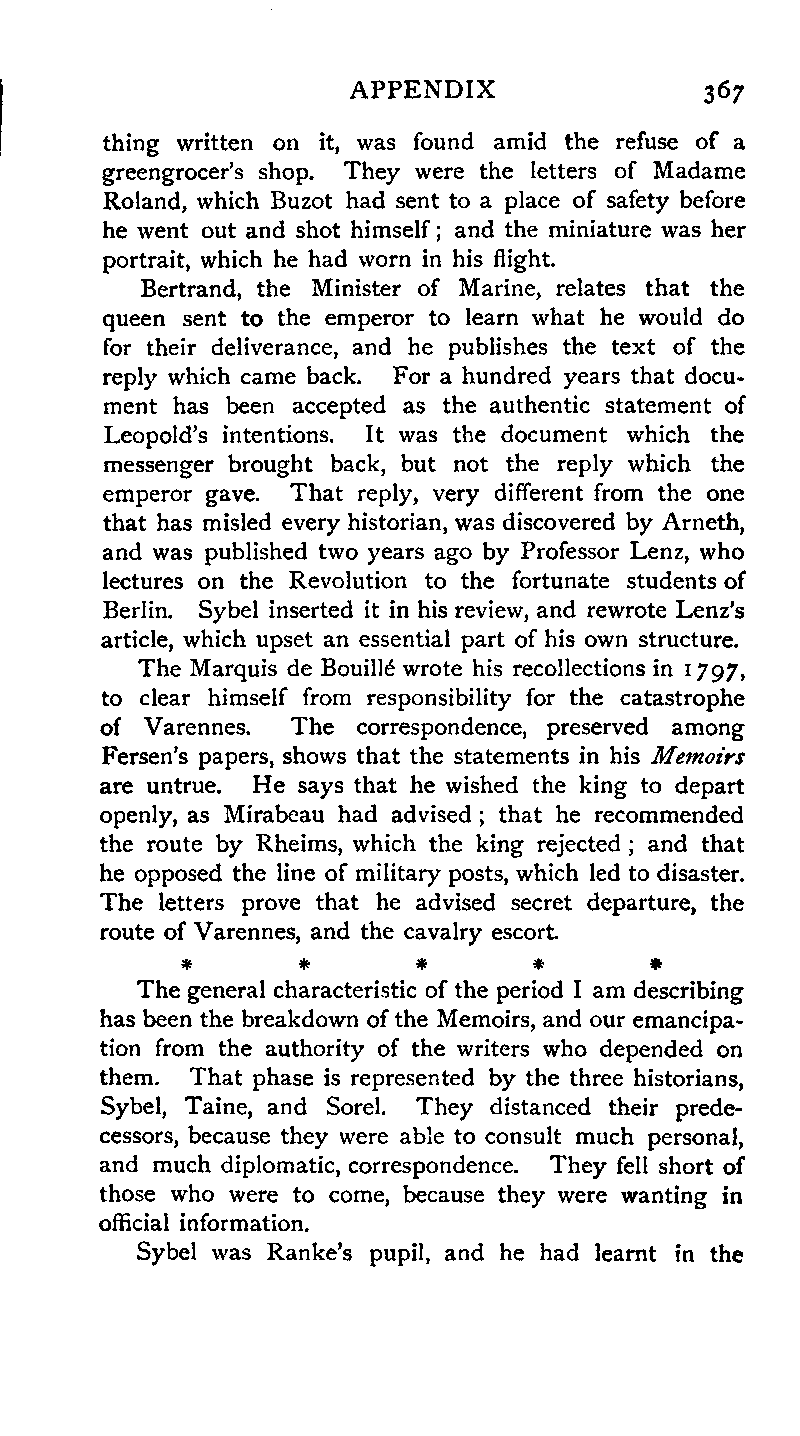 APPENDIX 367
thing written on it, was found amid the refuse of a
greengrocer's shop. They were the letters of Madame
Roland, which Buzot had sent to a place of safety before
he went out and shot himself; and the miniature was her
portrait, which he had worn in his flight.
Bertrand, the Minister of Marine, relates that the
queen sent to the emperor to learn what he would do
for their deliverance, and he publishes the text of the
reply which came back. For a hundred years that docu-
ment has been accepted as the authentic statement of
Leopold's intentions. It was the document which the
messenger brought back, but not the reply which the
emperor gave. That reply, very different from the one
that has misled every historian, was discovered by Arneth,
and was published two years ago by Professor Lenz, who
lectures on the Revolution to the fortunate students of
Berlin. Sybel inserted it in his review, and rewrote Lenz's
article, which upset an essential part of his own structure.
The Marquis de Bouillé wrote his recollections in 1797,
to clear himself from responsibility for the catastrophe
of Varennes. The correspondence, preserved among
Fersen's papers, shows that the statements in his Memoirs
are untrue. He says that he wished the king to depart
openly, as Mirabeau had advised; that he recommended
the route by Rheims, which the king rejected; and that
he opposed the line of military posts, which led to disaster.
The letters prove that he advised secret departure, the
route of Varennes, and the cavalry escort.
* * * * *
The general characteristic of the period I am describing
has been the breakdown of the Memoirs, and our emancipa-
tion from the authority of the writers who depended on
them. That phase is represented by the three historians,
Sybel, Taine, and Sorel. They distanced their prede-
cessors, because they were able to consult much personal,
and much diplomatic, correspondence. They fell short of
those who were to come, because they were wanting in
official information.
Sybel was Ranke's pupil, and he had learnt in the